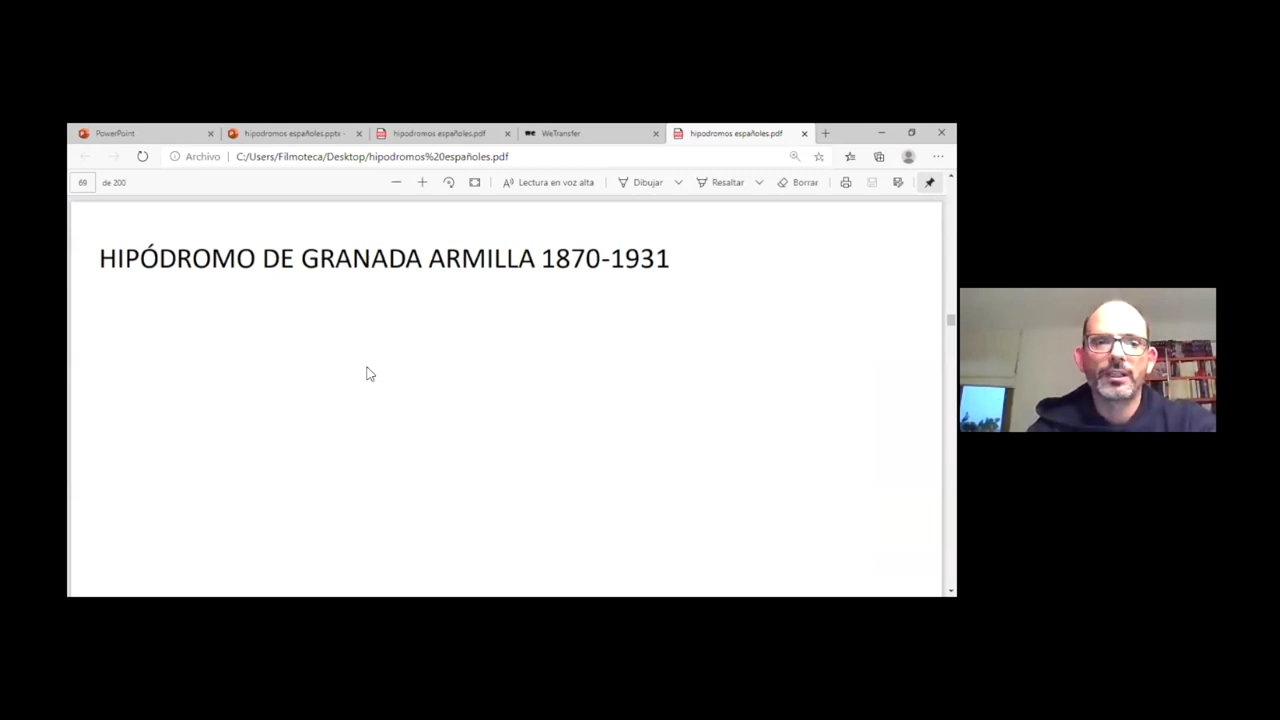 PowerPoint
hipodromos españoles.pptx -
hipodromos españoles.pdf
WeTransfer
hipodromos españoles.pdf
Archivo
C:/Users/Filmoteca/Desktop/hipodromos%20españoles.pdf
69 de 200
Lectura en voz alta
Dibujar
Resaltar
Borrar
HIPÓDROMO DE GRANADA ARMILLA 1870-1931